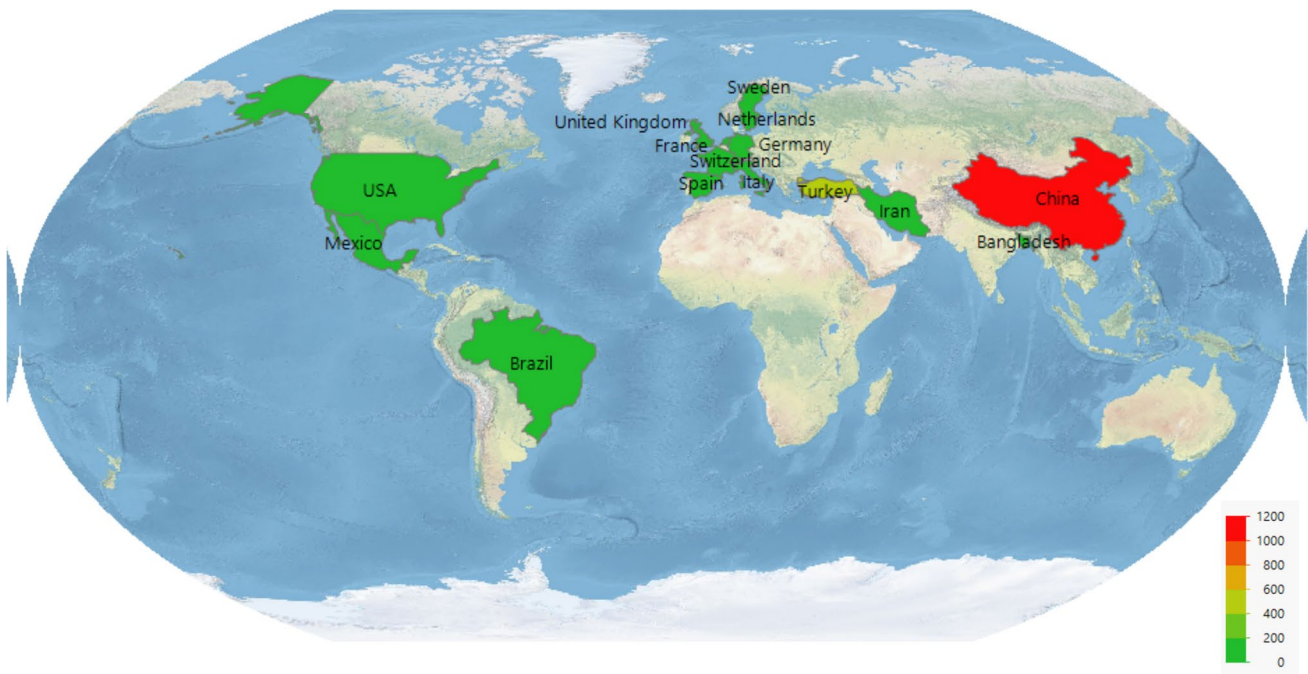 Sweden
Netherlands
United Kingdom
France
Germany
Switzerland
Spain
Italy
Turkey
USA
Iran
China
Mexico
Bangladesh
Brazil
1200
1000
800
600
400
200
0